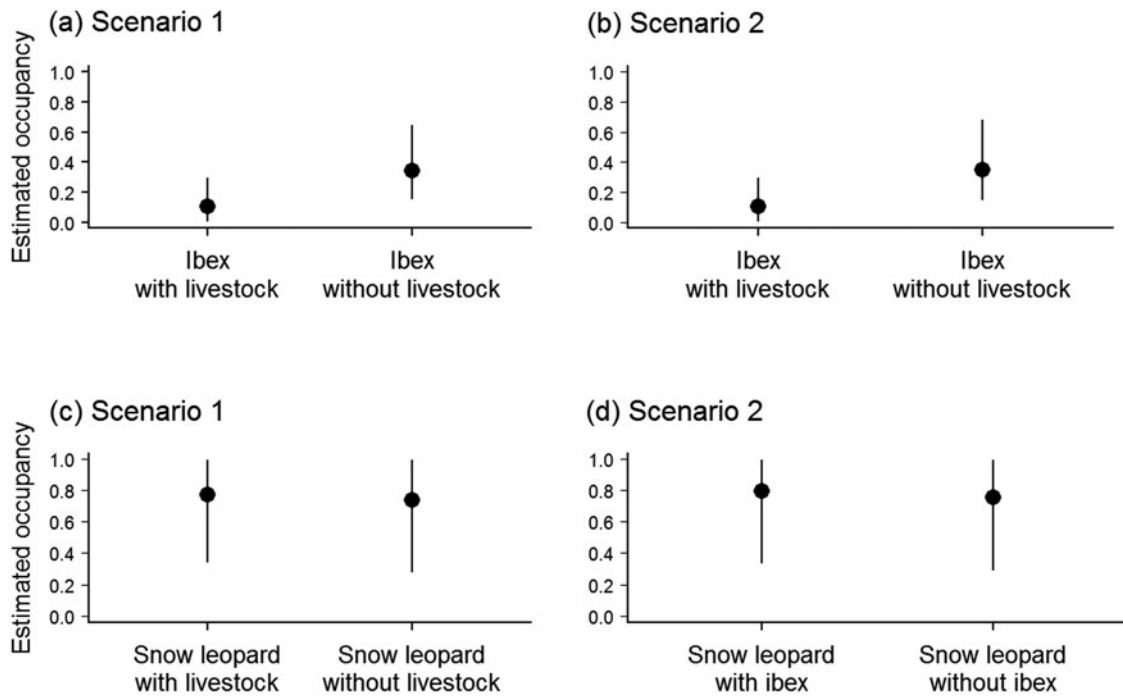 (a) Scenario 1
Estimated occupancy
1.0
0.8
0.6
0.4
0.2
0.0
Ibex
with livestock
Ibex
without livestock
(b) Scenario 2
1.0
0.8
0.6
0.4
0.2
0.0
Ibex
with livestock
Ibex
without livestock
(c) Scenario 1
Estimated occupancy
1.0
0.8
0.6
0.4
0.2
0.0
Snow leopard
with livestock
Snow leopard
without livestock
(d) Scenario 2
1.0
0.8
0.6
0.4
0.2
0.0
Snow leopard
with ibex
Snow leopard
without ibex